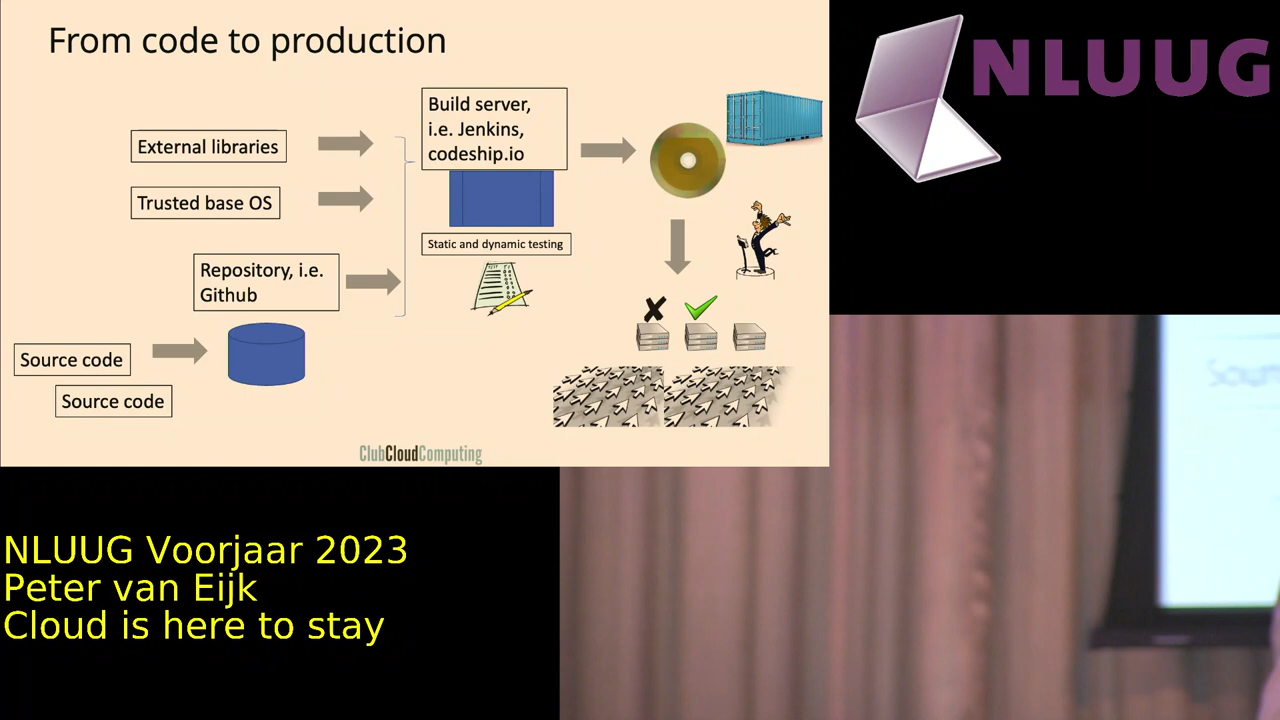 From code to production
NLUUG
Build server,
i.e. Jenkins,
codeship.io
External libraries
Trusted base OS
Static and dynamic testing
Repository, i.e.
Github
Source code
Source code
ClubCloudComputing
NLUUG Voorjaar 2023
Peter van Eijk
Cloud is here to stay